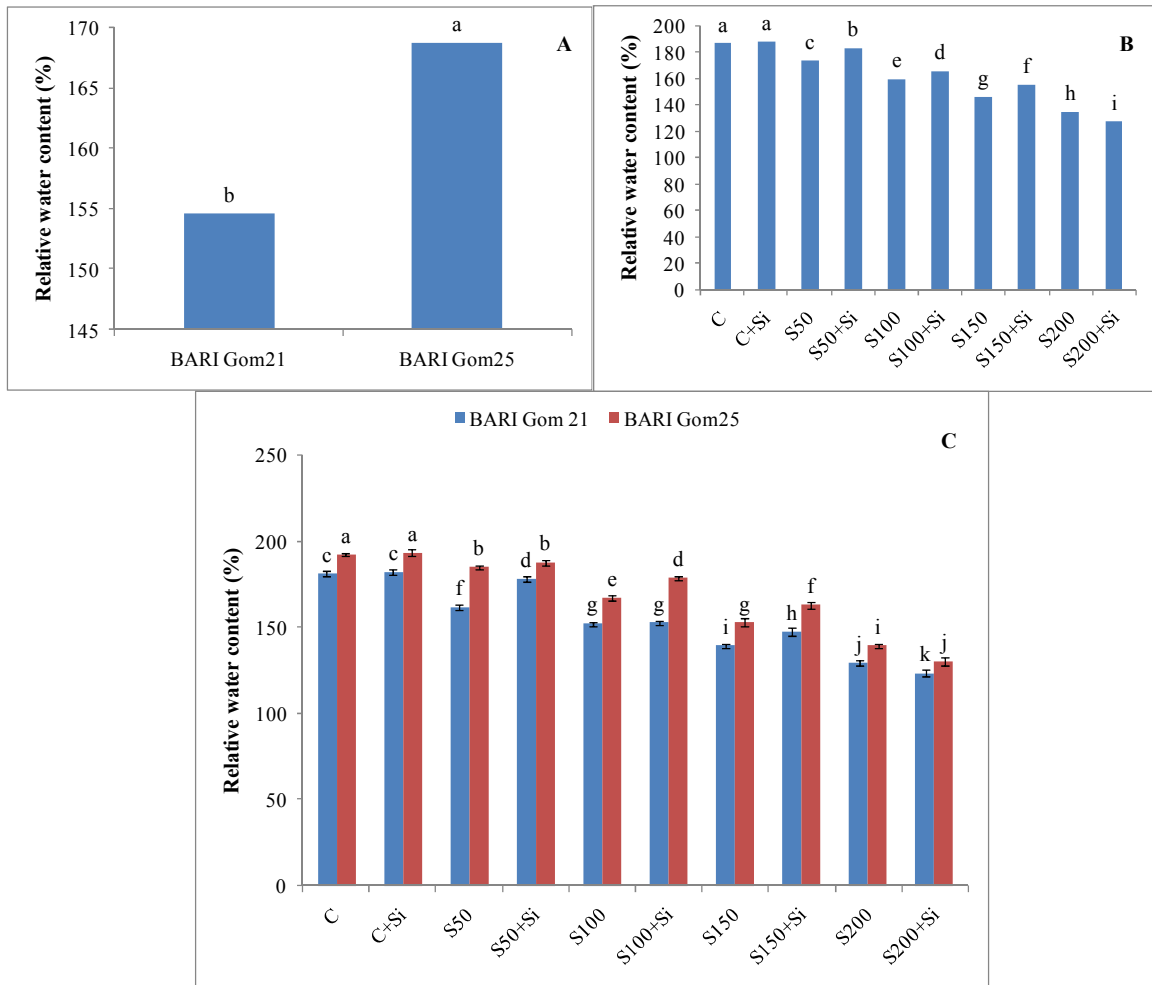 A
Relative water content (%)
170
165
160
155
150
145
a
b
BARI Gom21
BARI Gom25
B
Relative water content (%)
200
180
160
140
120
100
80
60
40
20
0
a a c b e d g f h i
C
C+Si
S50
S50+Si
S100
S100+Si
S150
S150+Si
S200
S200+Si
BARI Gom 21
BARI Gom25
C
Relative water content (%)
250
200
150
100
50
0
c a c a f b d b g e g d i g h f j i k j
C
C+Si
S50
S50+Si
S100
S100+Si
S150
S150+Si
S200
S200+Si